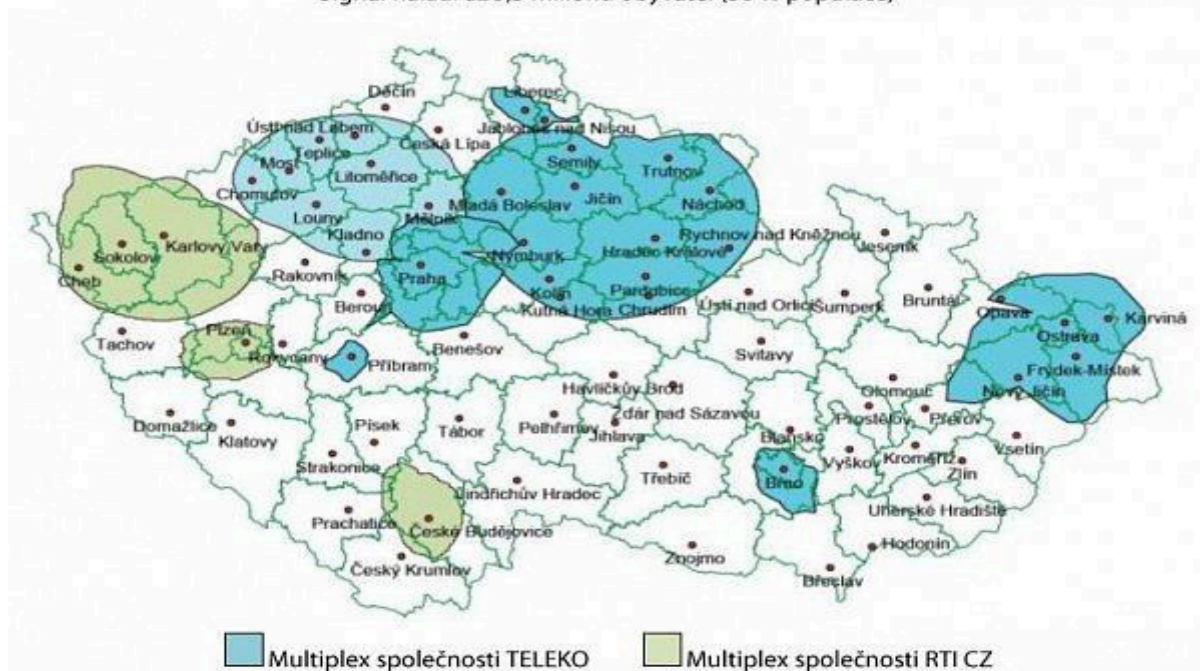 Děčín
Liberec
Ústí nad Labem
Jablonec nad Nisou
Česká Lípa
Teplice
Semily
Most
Trutnov
Litoměřice
Chomutov
Mladá Boleslav
Jičín
Náchod
Louny
Mělník
Kladno
Rychnov nad Kněžnou
Karlovy Vary
Hradec Králové
Jeseník
Sokolov
Nymburk
Rakovník
Praha
Cheb
Kolín
Pardubice
Bruntál
Beroun
Kutná Hora
Chrudim
Ústí nad Orlicí
Šumperk
Opava
Karviná
Plzeň
Ostrava
Tachov
Rokycany
Benešov
Svitavy
Příbram
Frýdek-Místek
Havlíčkův Brod
Olomouc
Nový Jičín
Žďár nad Sázavou
Prostějov
Přerov
Domažlice
Písek
Tábor
Pelhřimov
Jihlava
Blansko
Klatovy
Vyškov
Kroměříž
Vsetín
Strakonice
Třebíč
Brno
Zlín
Jindřichův Hradec
Prachatice
České Budějovice
Uherské Hradiště
Znojmo
Hodonín
Český Krumlov
Břeclav
Multiplex společnosti TELEKO
Multiplex společnosti RTI CZ